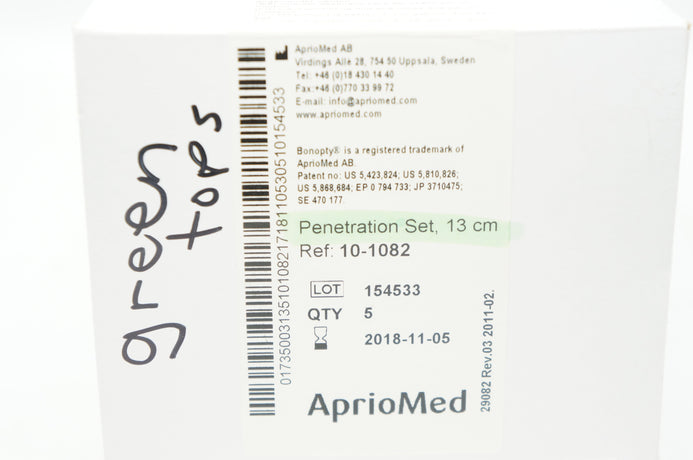 green
tops
017350031351010821718110530510154533
AprioMed AB
Virdings Allé 28, 754 50 Uppsala, Sweden
Tel: +46 (0)18 430 14 40
Fax:+46 (0)770 33 99 72
E-mail: info@apriomed.com
www.apriomed.com
Bonopty® is a registered trademark of
AprioMed AB.
Patent no: US 5,423,824; US 5,810,826;
US 5,868,684; EP 0 794 733; JP 3710475;
SE 470 177.
Penetration Set, 13 cm
Ref: 10-1082
LOT 154533
QTY 5
2018-11-05
AprioMed
29082 Rev.03 2011-02.